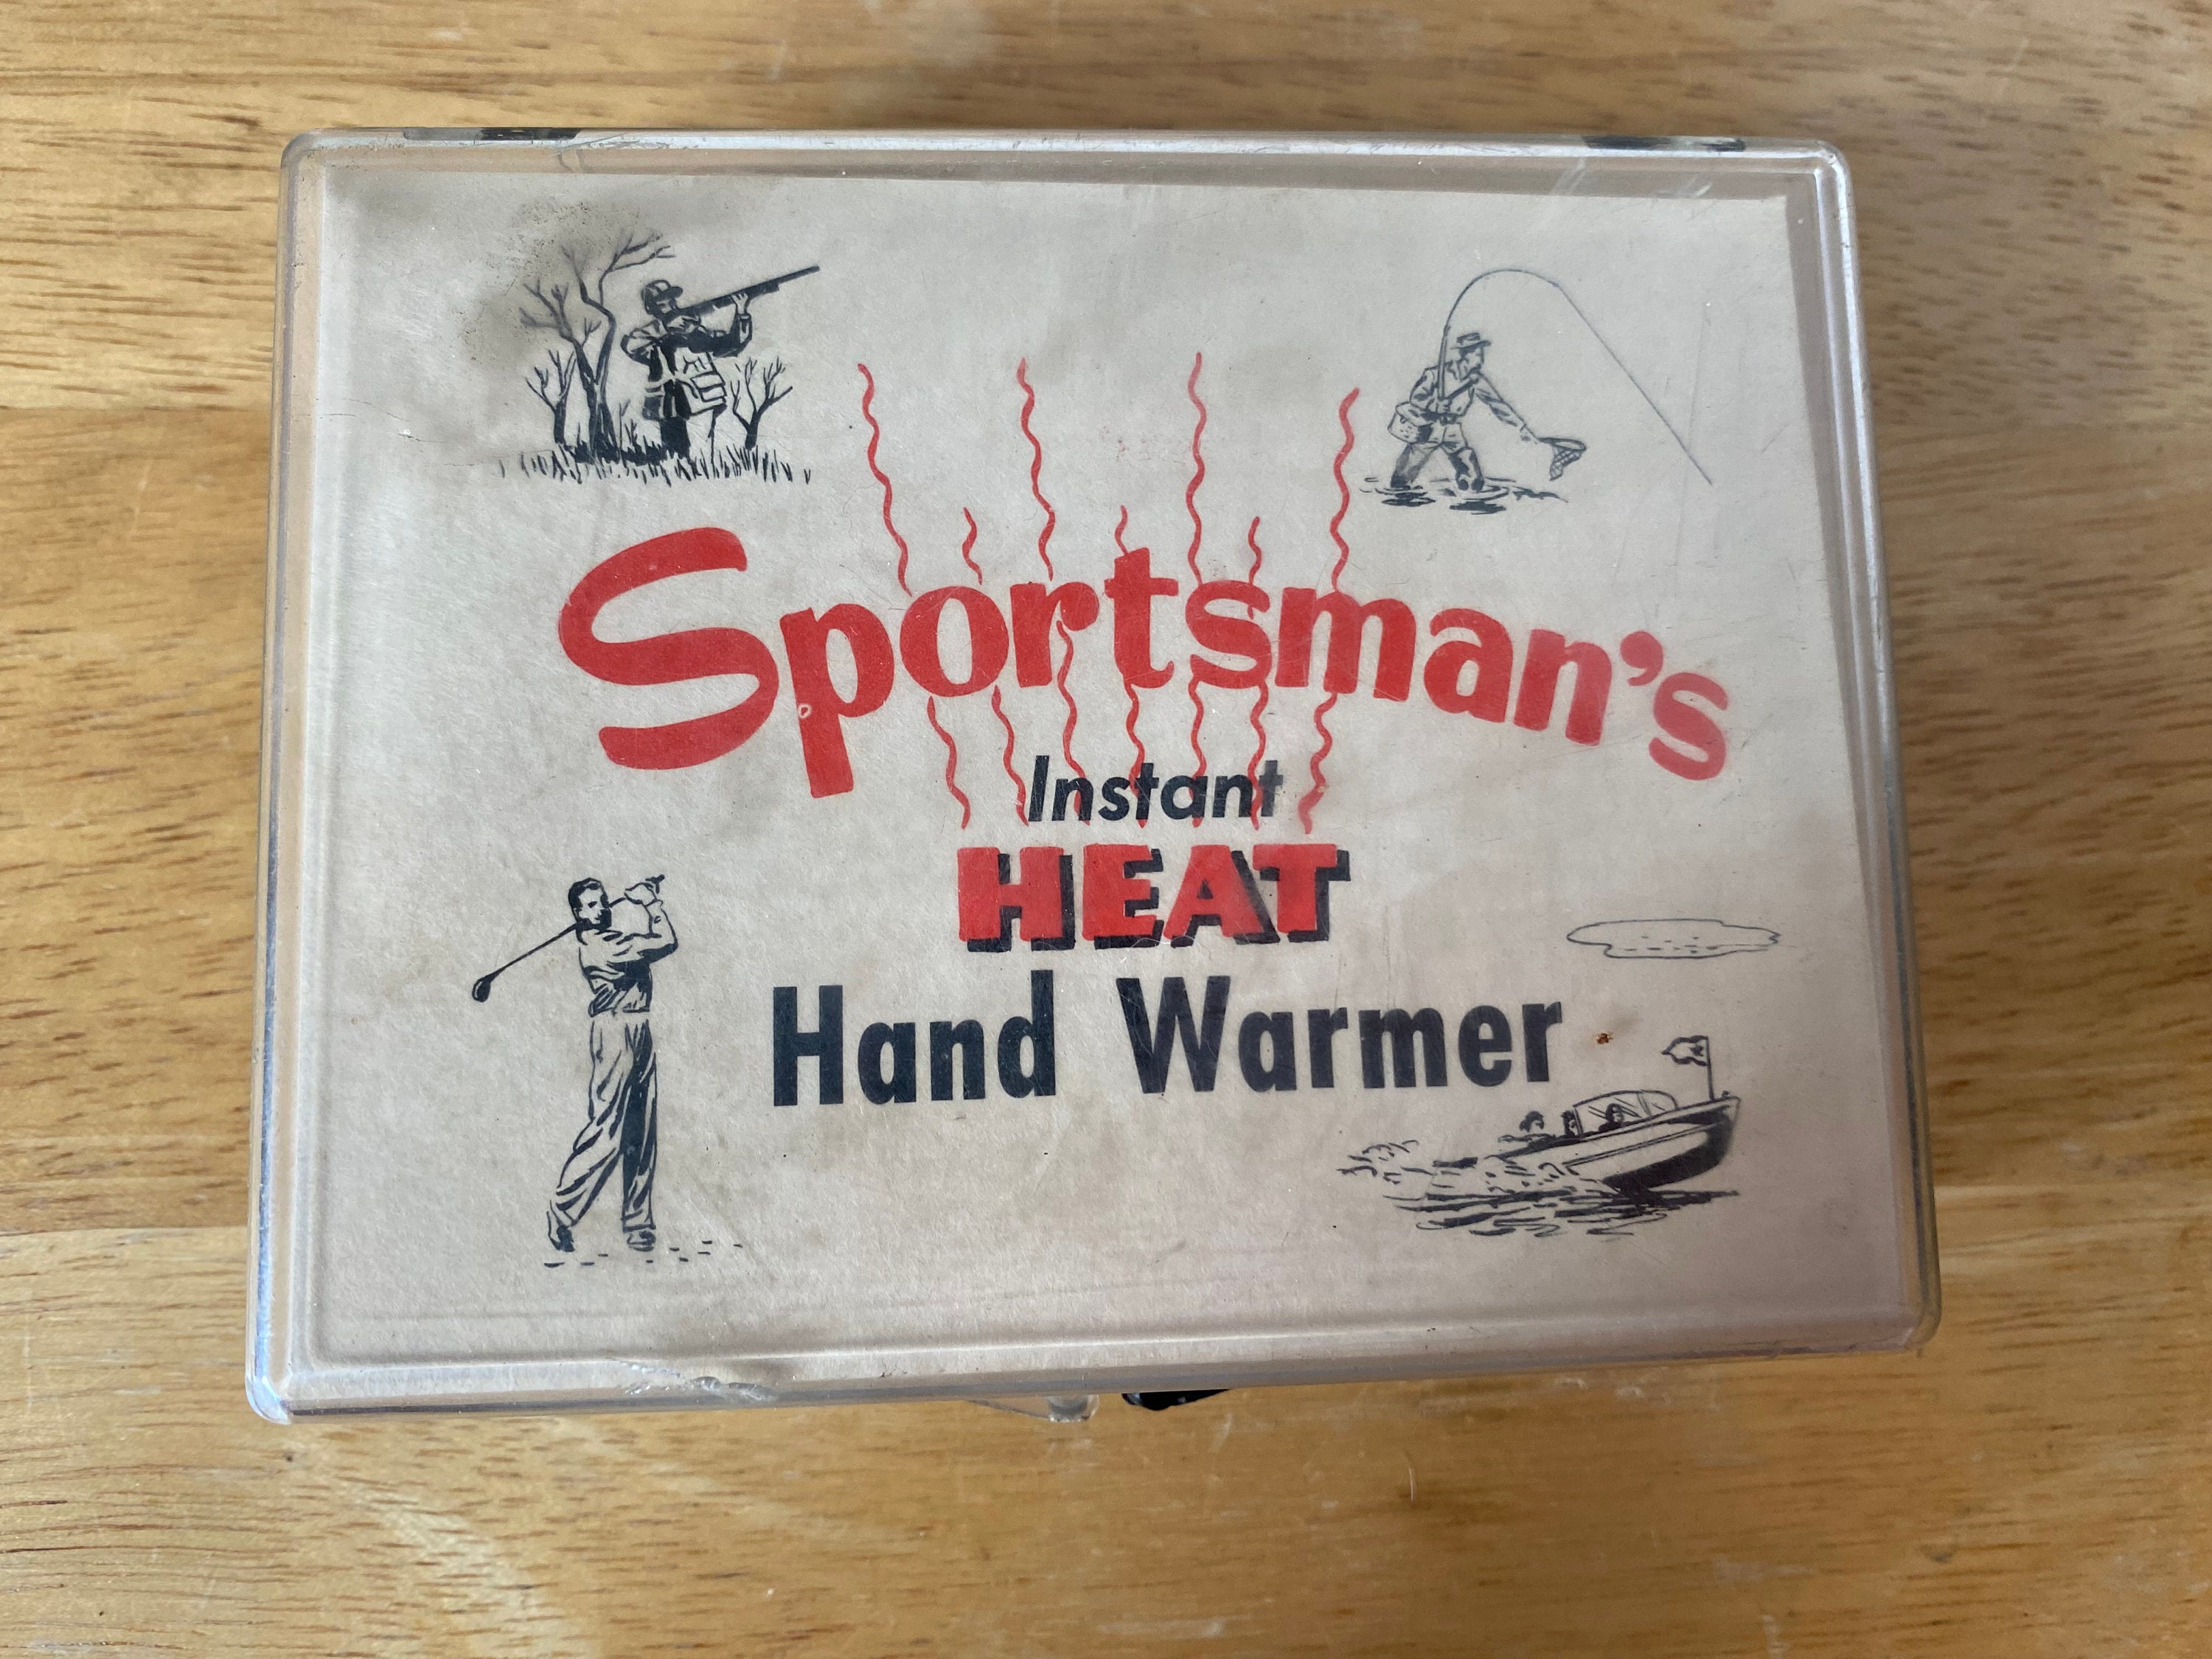 Sportsman's
Instant
HEAT
Hand Warmer